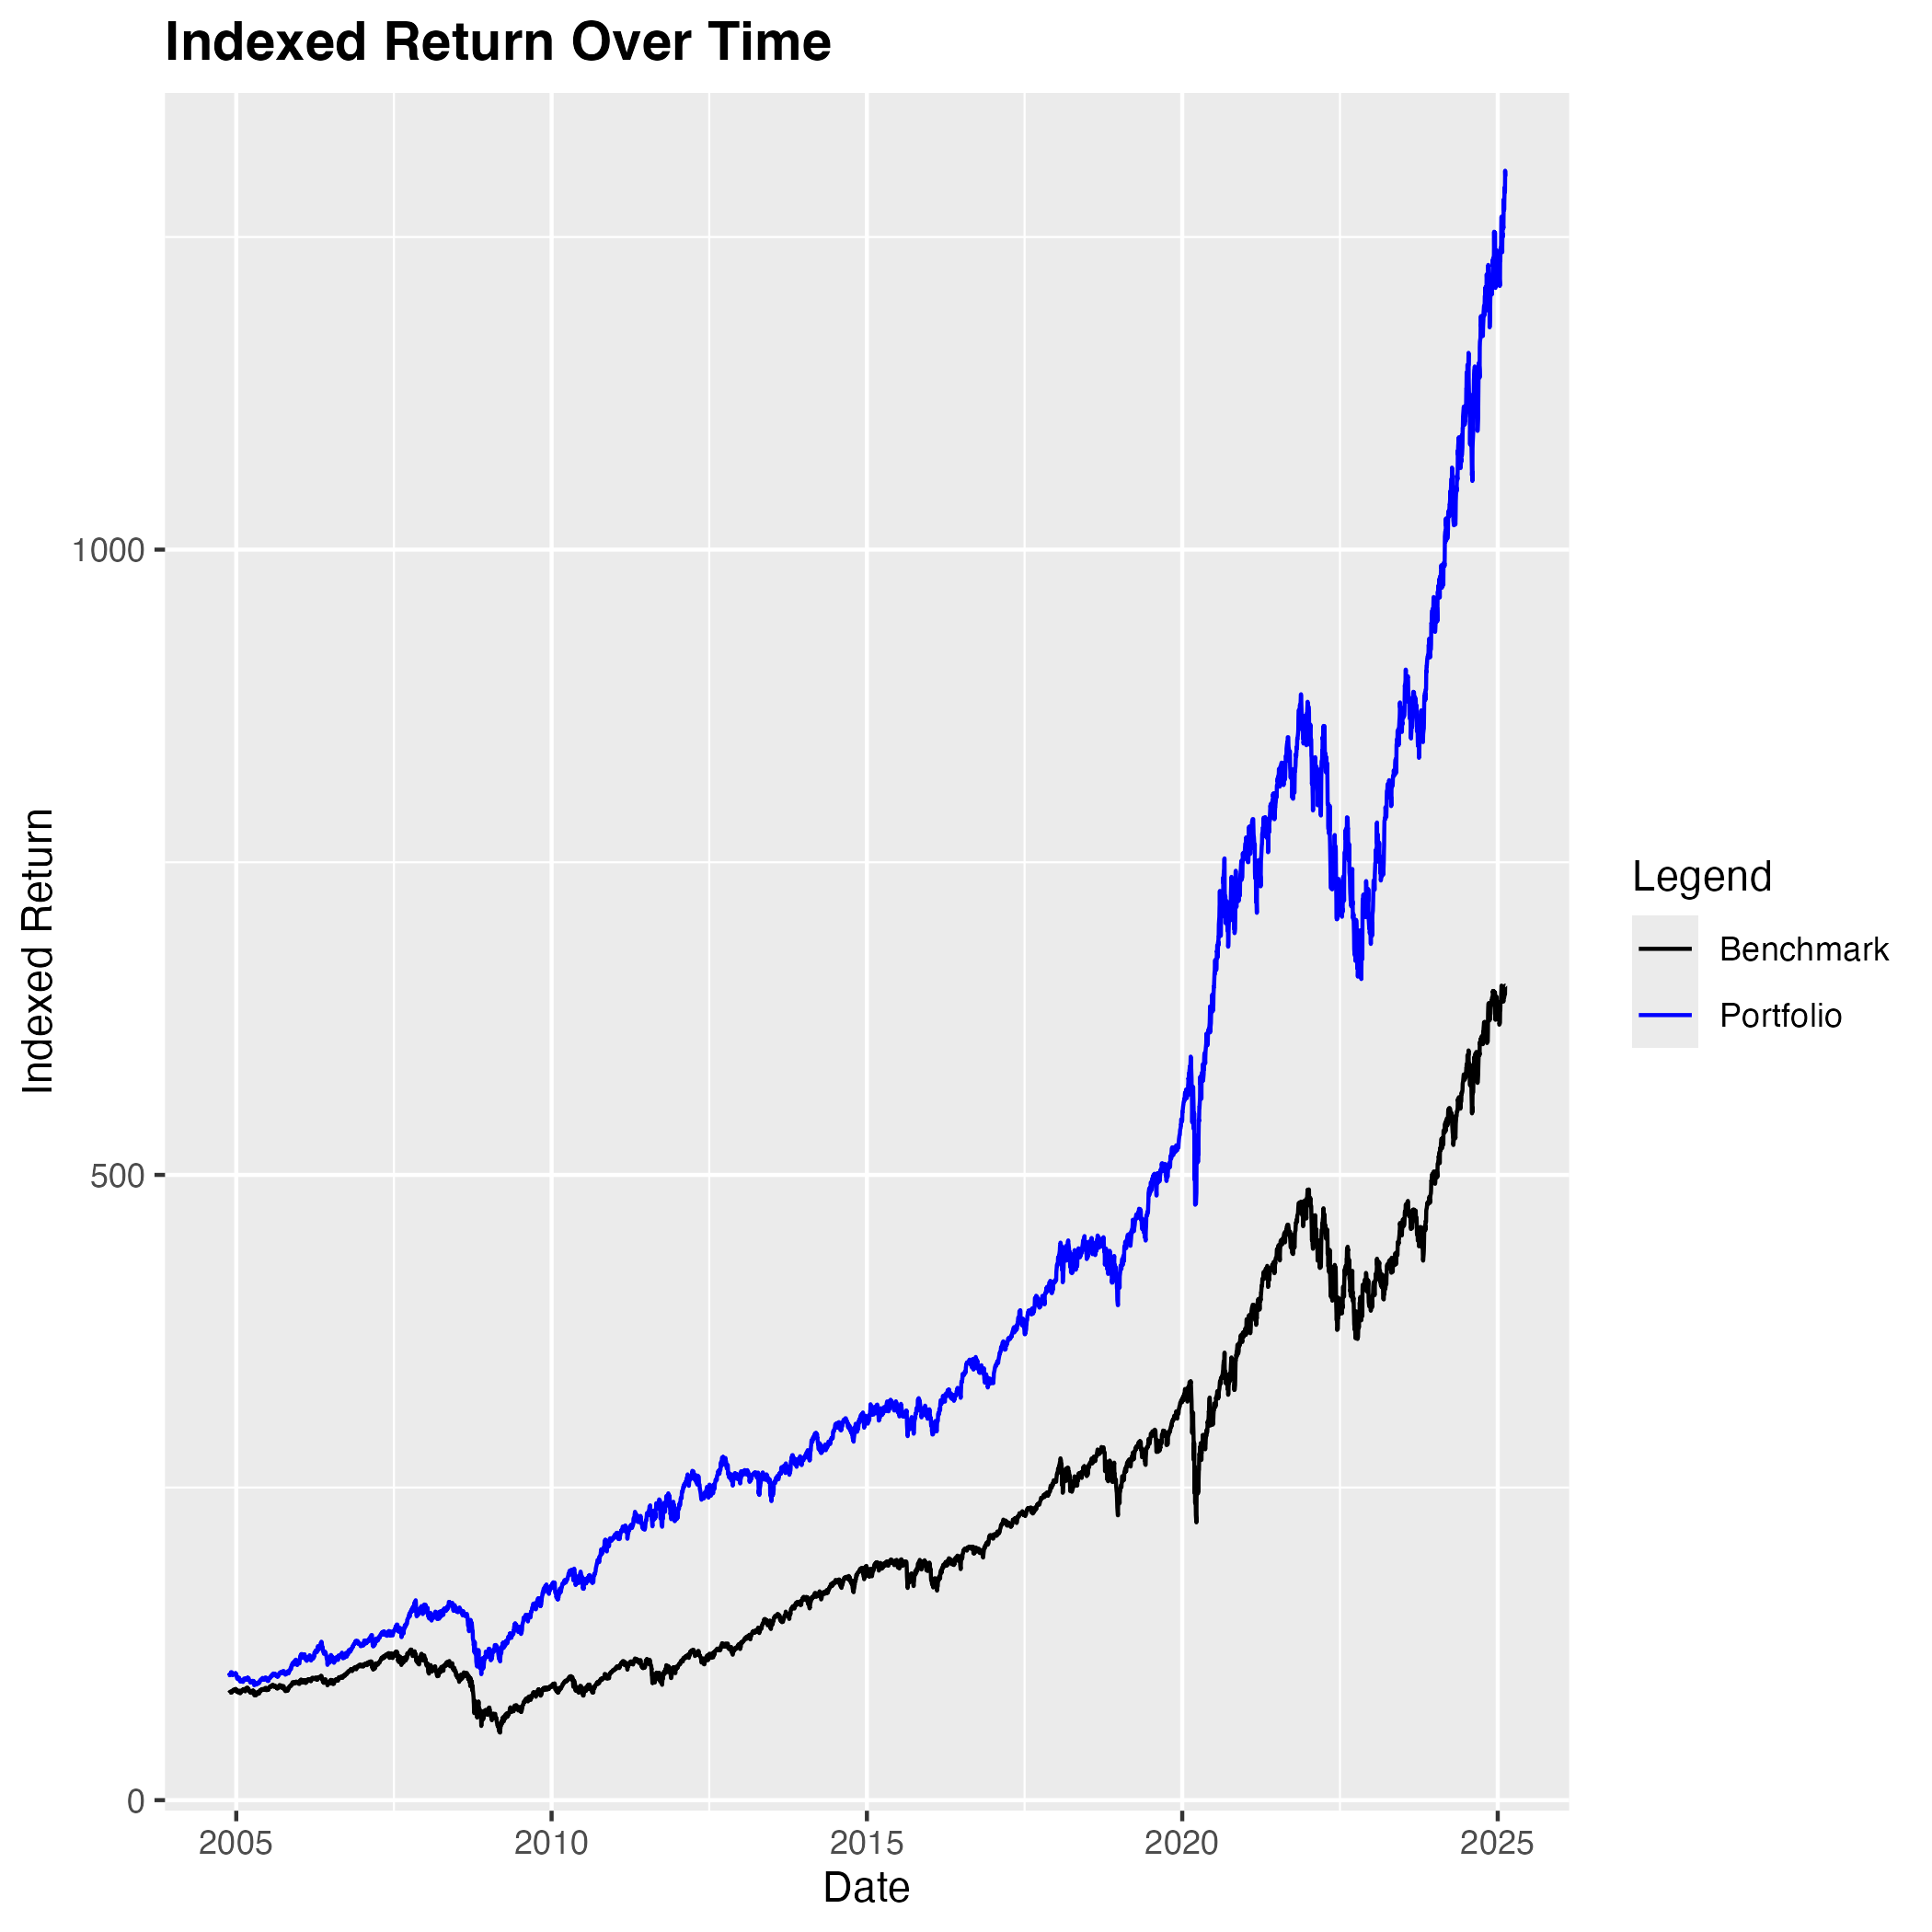 Indexed Return Over Time
Indexed Return
1000
500
0
2005 2010 2015 2020 2025
Date
Legend
Benchmark
Portfolio